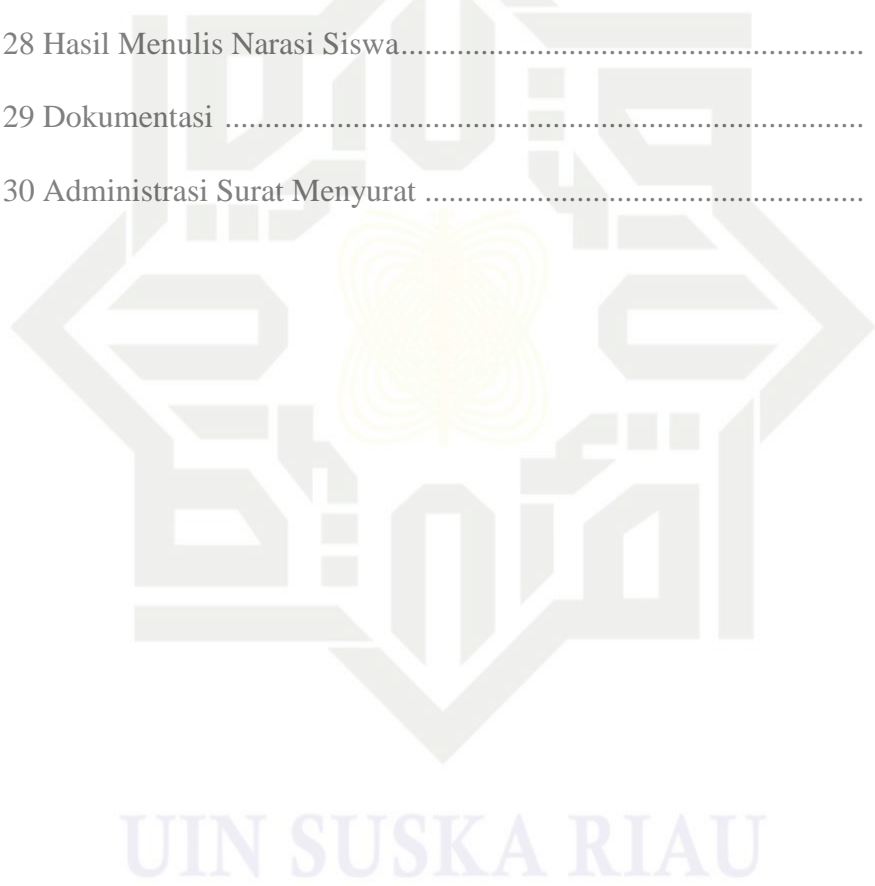 28 Hasil Menulis Narasi Siswa..........................................................
29 Dokumentasi ................................................................................
30 Administrasi Surat Menyurat .......................................................
UIN SUSKA RIAU